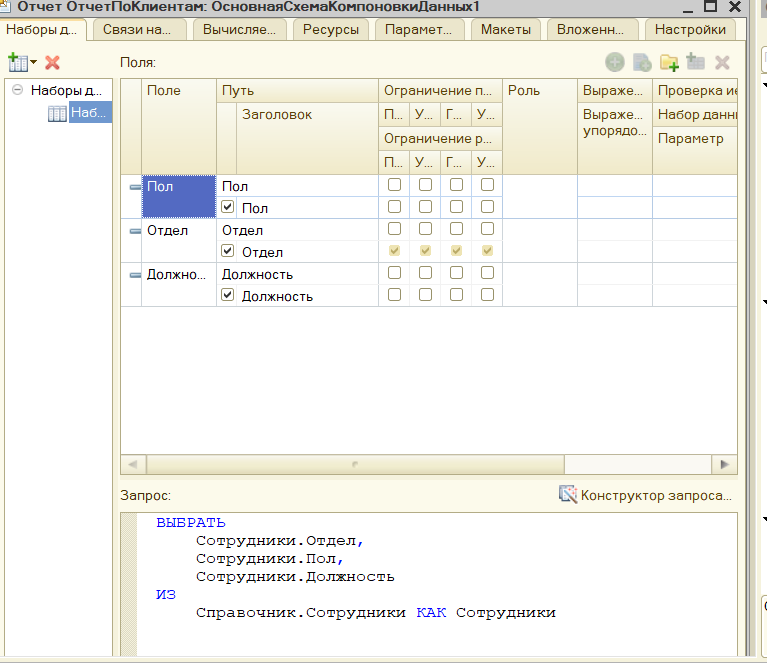 Отчет ОтчетПоКлиентам: ОсновнаяСхемаКомпоновкиДанных1
Наборы д... Связи на... Вычисляе... Ресурсы Парамет... Макеты Вложенн... Настройки
Поля:
Наборы д...
Наб...
Поле Путь Ограничение п... Роль Выраже... Проверка ие
Заголовок П... У... Г... У... Выраже... упорядо... Набор данн
Ограничение р... Параметр
П... У... Г... У...
Пол Пол
Пол
Отдел Отдел
Отдел
Должно... Должность
Должность
Запрос: Конструктор запроса...
ВЫБРАТЬ
Сотрудники.Отдел,
Сотрудники.Пол,
Сотрудники.Должность
ИЗ
Справочник.Сотрудники КАК Сотрудники